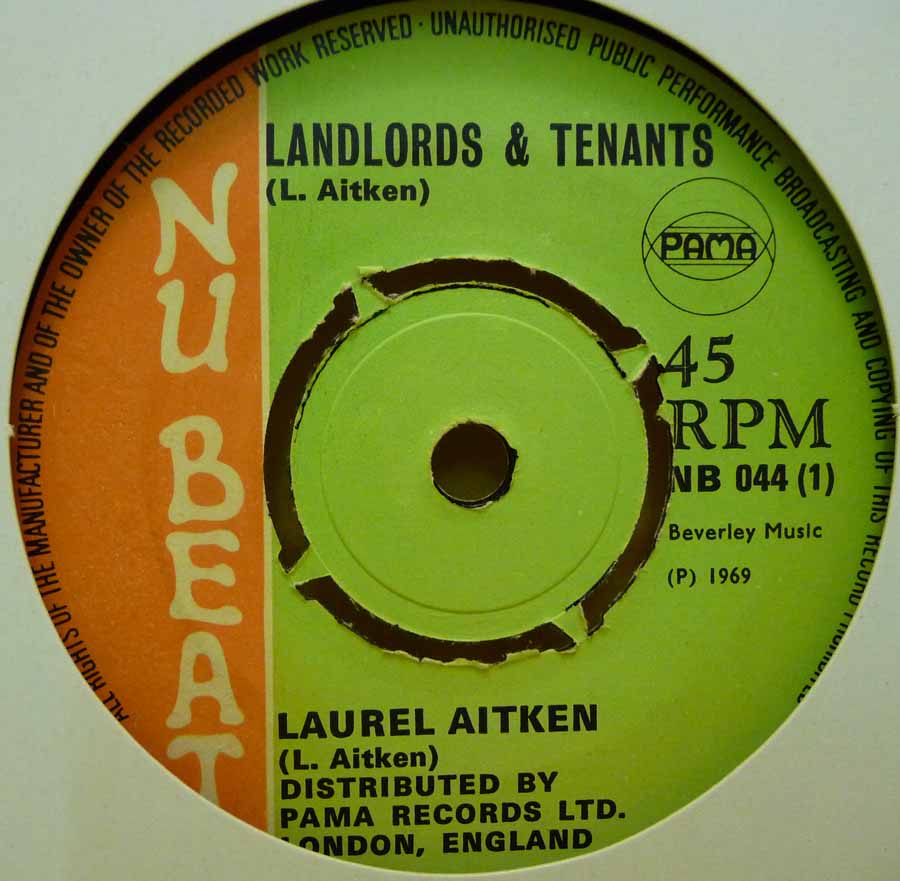 ALL RIGHTS OF THE MANUFACTURER AND OF THE OWNER OF THE RECORDED WORK RESERVED · UNAUTHORISED PUBLIC PERFORMANCE BROADCASTING AND COPYING OF THIS RECORD PROHIBITED
NU BEAT
LANDLORDS & TENANTS
(L. Aitken)
PAMA
45
RPM
NB 044 (1)
Beverley Music
(P) 1969
LAUREL AITKEN
(L. Aitken)
DISTRIBUTED BY
PAMA RECORDS LTD.
LONDON, ENGLAND